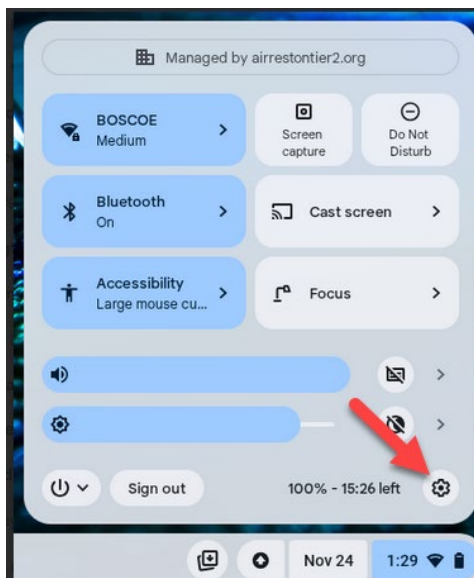 Managed by airrestontier2.org
BOSCOE
Medium
Screen
capture
Do Not
Disturb
Bluetooth
On
Cast screen
Accessibility
Large mouse cu...
Focus
Sign out
100% - 15:26 left
Nov 24
1:29